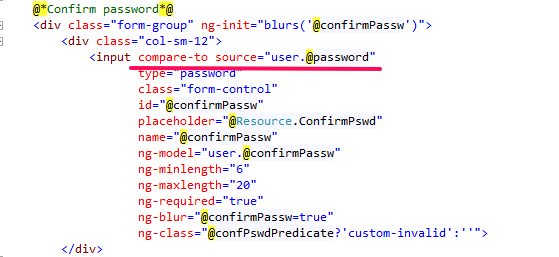 @*Confirm password*@
<div class="form-group" ng-init="blurs('@confirmPassw')">
<div class="col-sm-12">
<input compare-to source="user.@password"
type="password"
class="form-control"
id="@confirmPassw"
placeholder="@Resource.ConfirmPswd"
name="@confirmPassw"
ng-model="user.@confirmPassw"
ng-minlength="6"
ng-maxlength="20"
ng-required="true"
ng-blur="@confirmPassw=true"
ng-class="@confPswdPredicate?'custom-invalid':''">
</div>